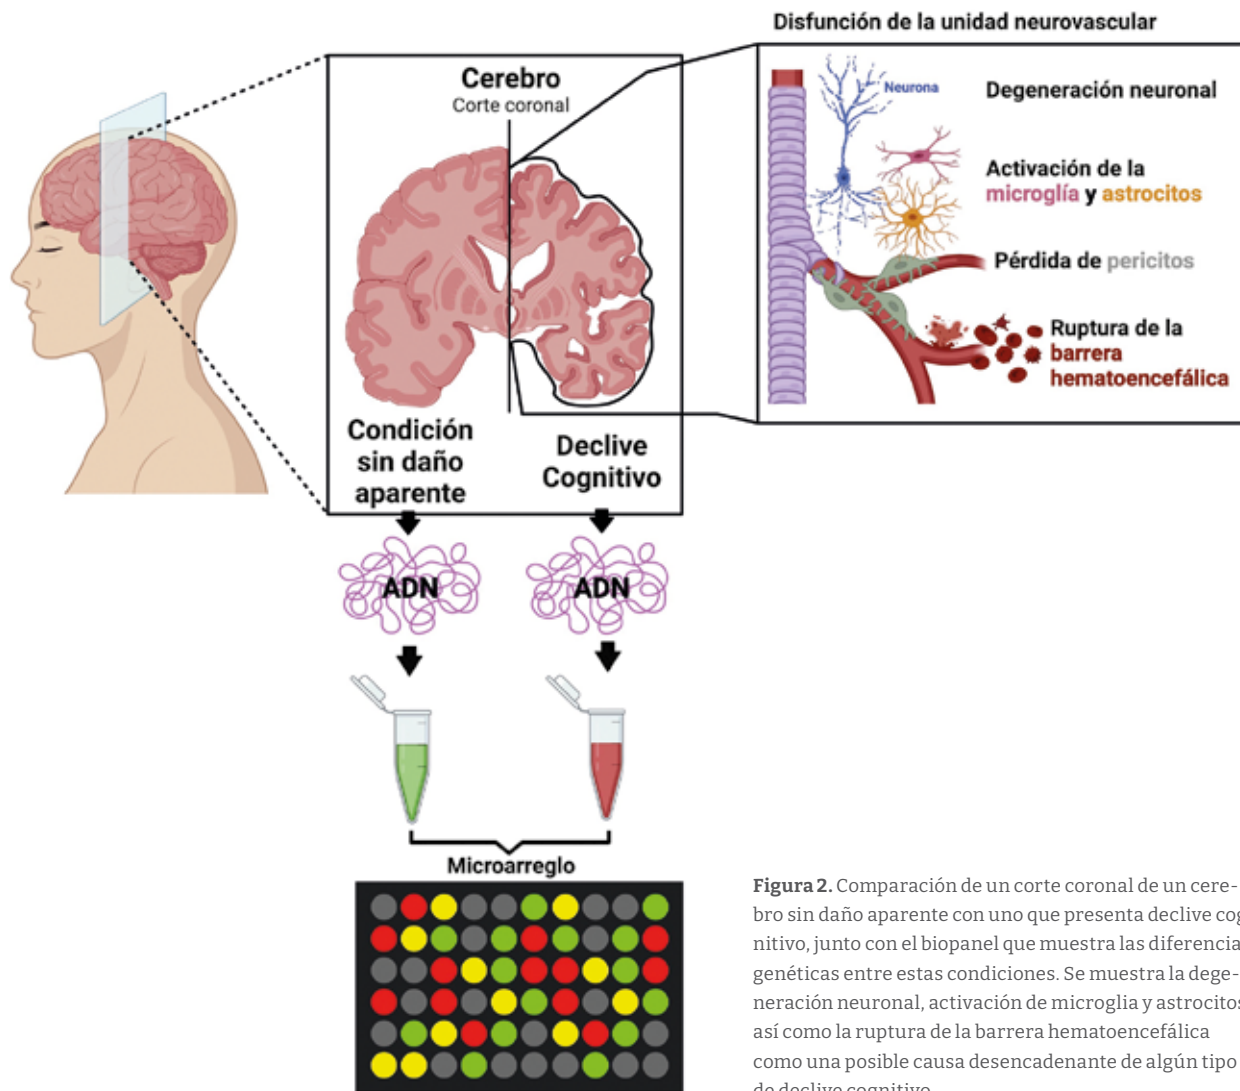 Disfunción de la unidad neurovascular
Cerebro
Corte coronal
Neurona
Degeneración neuronal
Activación de la
microglía y astrocitos
Pérdida de pericitos
Ruptura de la
barrera
hematoencefálica
Condición
sin daño
aparente
Declive
Cognitivo
ADN
ADN
Microarreglo
Figura 2. Comparación de un corte coronal de un cere-
bro sin daño aparente con uno que presenta declive cog
nitivo, junto con el biopanel que muestra las diferencia
genéticas entre estas condiciones. Se muestra la dege-
neración neuronal, activación de microglia y astrocitos
así como la ruptura de la barrera hematoencefálica
como una posible causa desencadenante de algún tipo
de declive cognitivo